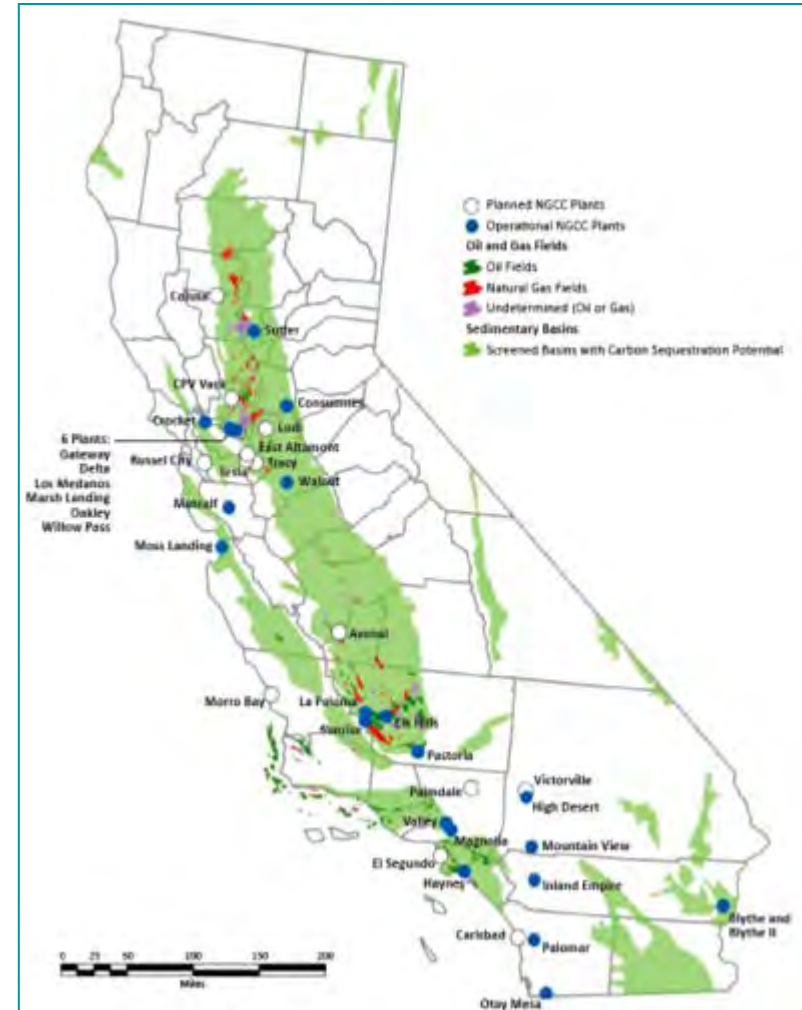 Planned NGCC Plants
Operational NGCC Plants
Oil and Gas Fields
Oil Fields
Natural Gas Fields
Undetermined (Oil or Gas)
Sedimentary Basins
Screened Basins with Carbon Sequestration Potential
Colusa
Sutter
CPV Vaca
Consumnes
Crocket
Lodi
6 Plants:
Gateway
Delta
Los Medanos
Marsh Landing
Oakley
Willow Pass
East Altamont
Russel City
Tesla
Tracy
Walnut
Metcalf
Moss Landing
Avenal
Morro Bay
La Paloma
Elk Hills
Sunrise
Pastoria
Palmdale
Victorville
High Desert
Valley
Magnolia
Mountain View
El Segundo
Haynes
Inland Empire
Blythe and
Blythe II
Carlsbad
Palomar
Otay Mesa
0 25 50 100 150 200
Miles